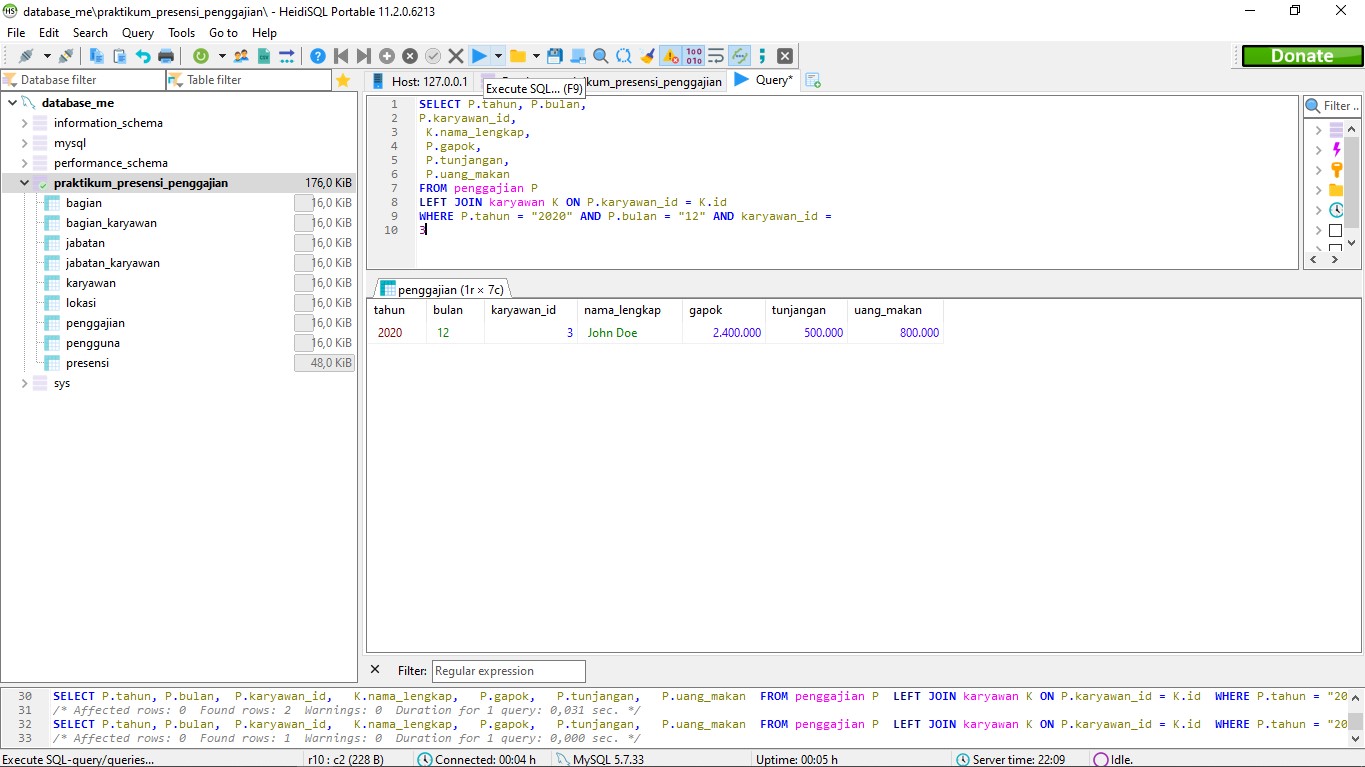 database_me\praktikum_presensi_penggajian\ - HeidiSQL Portable 11.2.0.6213
File Edit Search Query Tools Go to Help
Donate
Database filter Table filter
Host: 127.0.0.1 kum_presensi_penggajian Query*
Execute SQL... (F9)
database_me
information_schema
mysql
performance_schema
praktikum_presensi_penggajian 176,0 KiB
bagian 16,0 KiB
bagian_karyawan 16,0 KiB
jabatan 16,0 KiB
jabatan_karyawan 16,0 KiB
karyawan 16,0 KiB
lokasi 16,0 KiB
penggajian 16,0 KiB
pengguna 16,0 KiB
presensi 48,0 KiB
sys
1 SELECT P.tahun, P.bulan,
2 P.karyawan_id,
3 K.nama_lengkap,
4 P.gapok,
5 P.tunjangan,
6 P.uang_makan
7 FROM penggajian P
8 LEFT JOIN karyawan K ON P.karyawan_id = K.id
9 WHERE P.tahun = "2020" AND P.bulan = "12" AND karyawan_id =
10 3
Filter ..
penggajian (1r × 7c)
tahun bulan karyawan_id nama_lengkap gapok tunjangan uang_makan
2020 12 3 John Doe 2.400.000 500.000 800.000
Filter: Regular expression
30 SELECT P.tahun, P.bulan, P.karyawan_id, K.nama_lengkap, P.gapok, P.tunjangan, P.uang_makan FROM penggajian P LEFT JOIN karyawan K ON P.karyawan_id = K.id WHERE P.tahun = "20
31 /* Affected rows: 0 Found rows: 2 Warnings: 0 Duration for 1 query: 0,031 sec. */
32 SELECT P.tahun, P.bulan, P.karyawan_id, K.nama_lengkap, P.gapok, P.tunjangan, P.uang_makan FROM penggajian P LEFT JOIN karyawan K ON P.karyawan_id = K.id WHERE P.tahun = "20
33 /* Affected rows: 0 Found rows: 1 Warnings: 0 Duration for 1 query: 0,000 sec. */
Execute SQL-query/queries... r10 : c2 (228 B) Connected: 00:04 h MySQL 5.7.33 Uptime: 00:05 h Server time: 22:09 Idle.